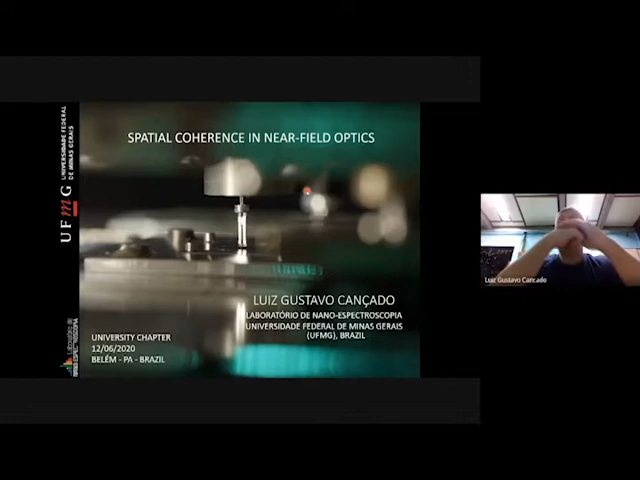 SPATIAL COHERENCE IN NEAR-FIELD OPTICS
UFmG
UNIVERSIDADE FEDERAL
DE MINAS GERAIS
LUIZ GUSTAVO CANÇADO
LABORATÓRIO DE NANO-ESPECTROSCOPIA
UNIVERSIDADE FEDERAL DE MINAS GERAIS
(UFMG), BRAZIL
UNIVERSITY CHAPTER
12/06/2020
BELÉM - PA - BRAZIL
Luiz Gustavo Cancado